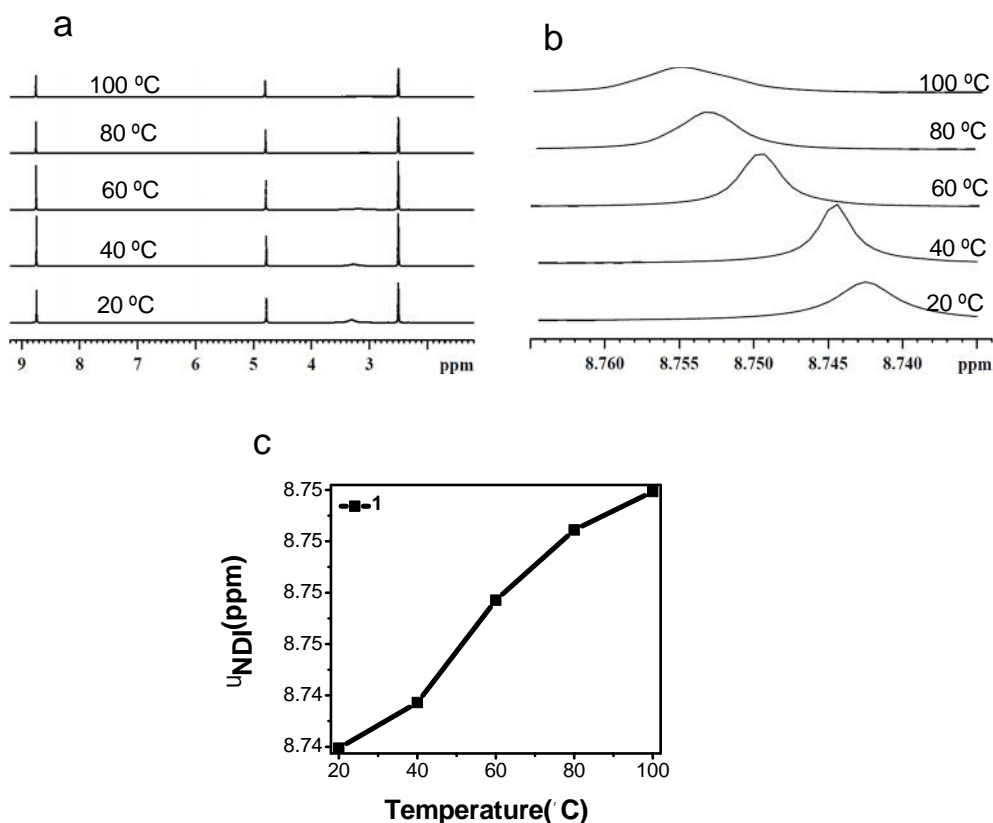 a
100 ºC
80 ºC
60 ºC
40 ºC
20 ºC
9 8 7 6 5 4 3 ppm
b
100 ºC
80 ºC
60 ºC
40 ºC
20 ºC
8.760 8.755 8.750 8.745 8.740 ppm
c
1
8.75
8.75
8.75
8.75
8.74
8.74
uNDI(ppm)
20 40 60 80 100
Temperature(′C)